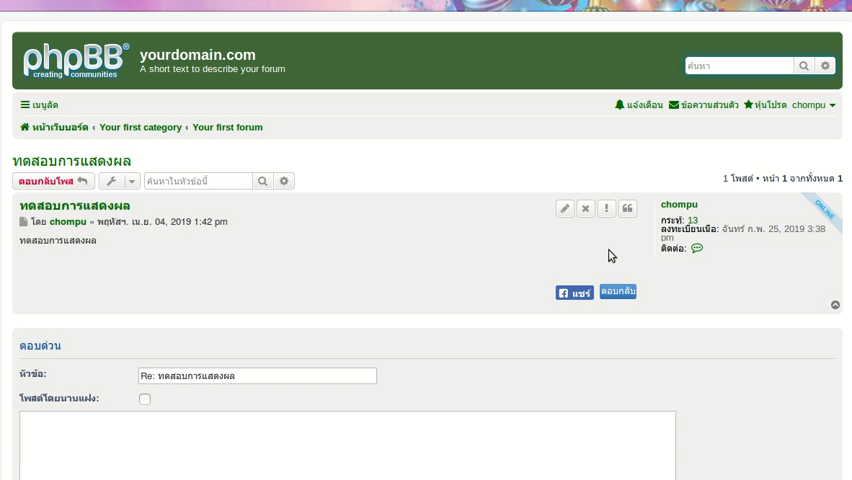 phpBB
creating communities
yourdomain.com
A short text to describe your forum
ค้นหา
เมนูลัด
แจ้งเตือน ข้อความส่วนตัว หุ้นโปรด chompu
หน้าเว็บบอร์ด ‹ Your first category ‹ Your first forum
ทดสอบการแสดงผล
ตอบกลับโพส
ค้นหาในหัวข้อนี้
1 โพสต์ • หน้า 1 จากทั้งหมด 1
ทดสอบการแสดงผล
โดย chompu » พฤหัสฯ. เม.ย. 04, 2019 1:42 pm
ทดสอบการแสดงผล
chompu
ONLINE
กระทู้: 13
ลงทะเบียนเมื่อ: จันทร์ ก.พ. 25, 2019 3:38
pm
ติดต่อ:
แชร์ ตอบกลับ
ตอบด่วน
หัวข้อ: Re: ทดสอบการแสดงผล
โพสต์โดยนามแฝง: